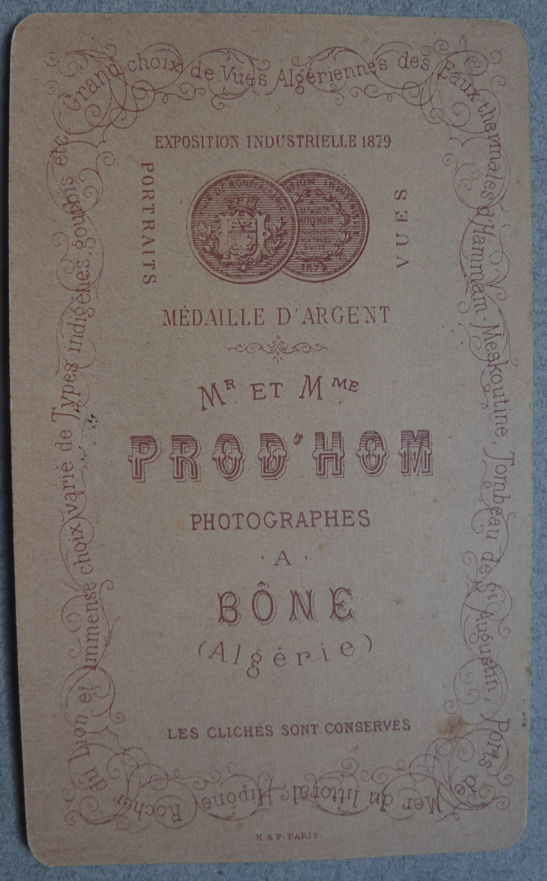 Grand choix de Vues Algériennes des Eaux thermales d'Hammam-Meskoutine, Tombeau de St Augustin, Ports de Mer du littoral, Hipône, Rocher du Lion et immense choix varié de Types indigènes, gourbis etc
EXPOSITION INDUSTRIELLE 1879
PORTRAITS
VUES
MÉDAILLE D'ARGENT
MR ET MME
PROD'HOM
PHOTOGRAPHES
A
BÔNE
(Algérie)
LES CLICHÉS SONT CONSERVÉS